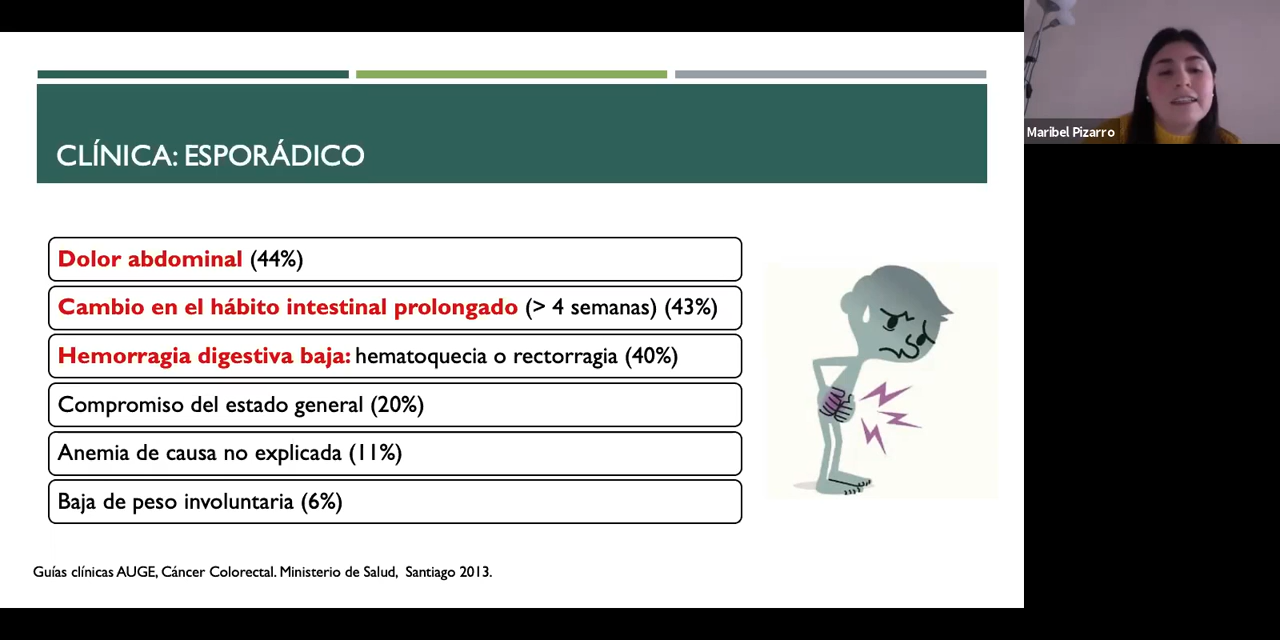 CLÍNICA: ESPORÁDICO
Dolor abdominal (44%)
Cambio en el hábito intestinal prolongado (> 4 semanas) (43%)
Hemorragia digestiva baja: hematoquecia o rectorragia (40%)
Compromiso del estado general (20%)
Anemia de causa no explicada (11%)
Baja de peso involuntaria (6%)
Guías clínicas AUGE, Cáncer Colorectal. Ministerio de Salud, Santiago 2013.
Maribel Pizarro